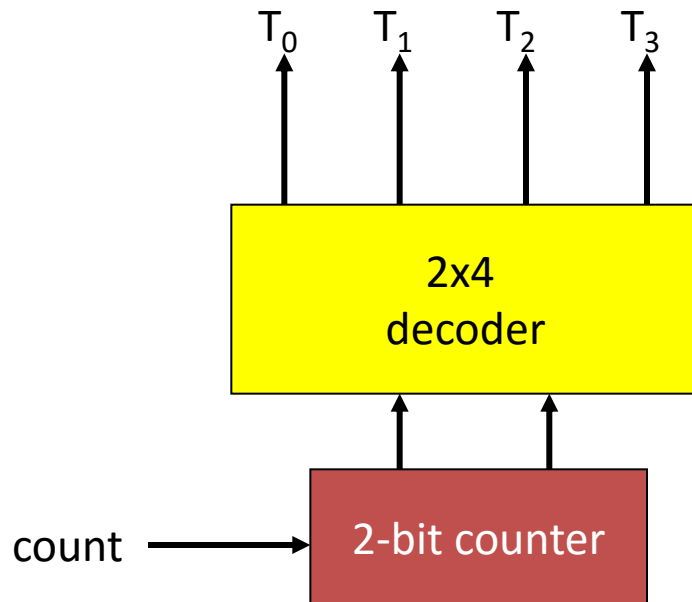 T₀ T₁ T₂ T₃
2x4
decoder
2-bit counter
count